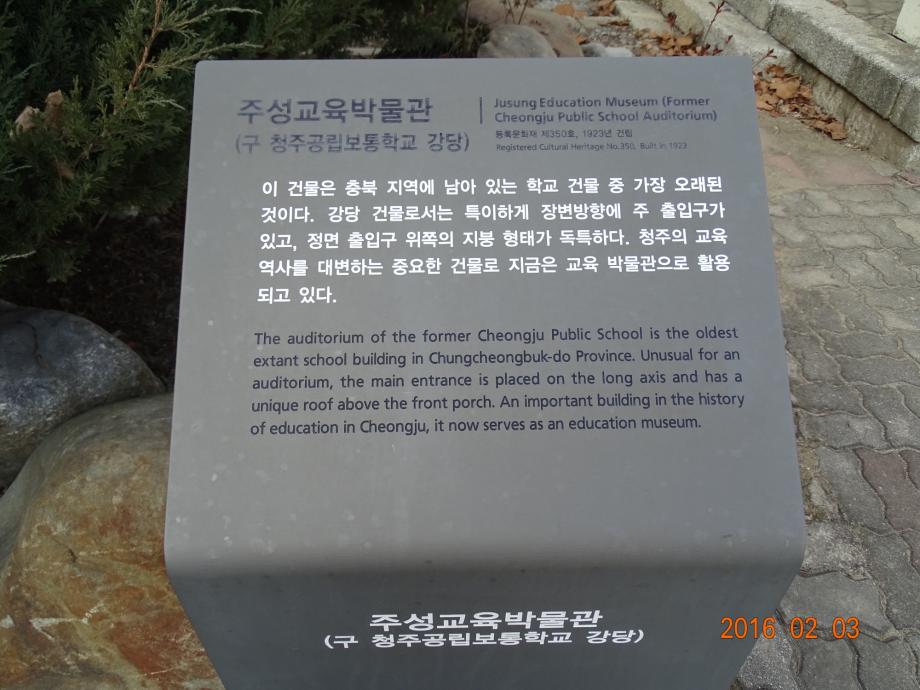 주성교육박물관
(구 청주공립보통학교 강당)
Jusung Education Museum (Former
Cheongju Public School Auditorium)
등록문화재 제350호, 1923년 건립
Registered Cultural Heritage No.350, Built in 1923
이 건물은 충북 지역에 남아 있는 학교 건물 중 가장 오래된
것이다. 강당 건물로서는 특이하게 장변방향에 주 출입구가
있고, 정면 출입구 위쪽의 지붕 형태가 독특하다. 청주의 교육
역사를 대변하는 중요한 건물로 지금은 교육 박물관으로 활용
되고 있다.
The auditorium of the former Cheongju Public School is the oldest
extant school building in Chungcheongbuk-do Province. Unusual for an
auditorium, the main entrance is placed on the long axis and has a
unique roof above the front porch. An important building in the history
of education in Cheongju, it now serves as an education museum.
주성교육박물관
(구 청주공립보통학교 강당)
2016 02 03